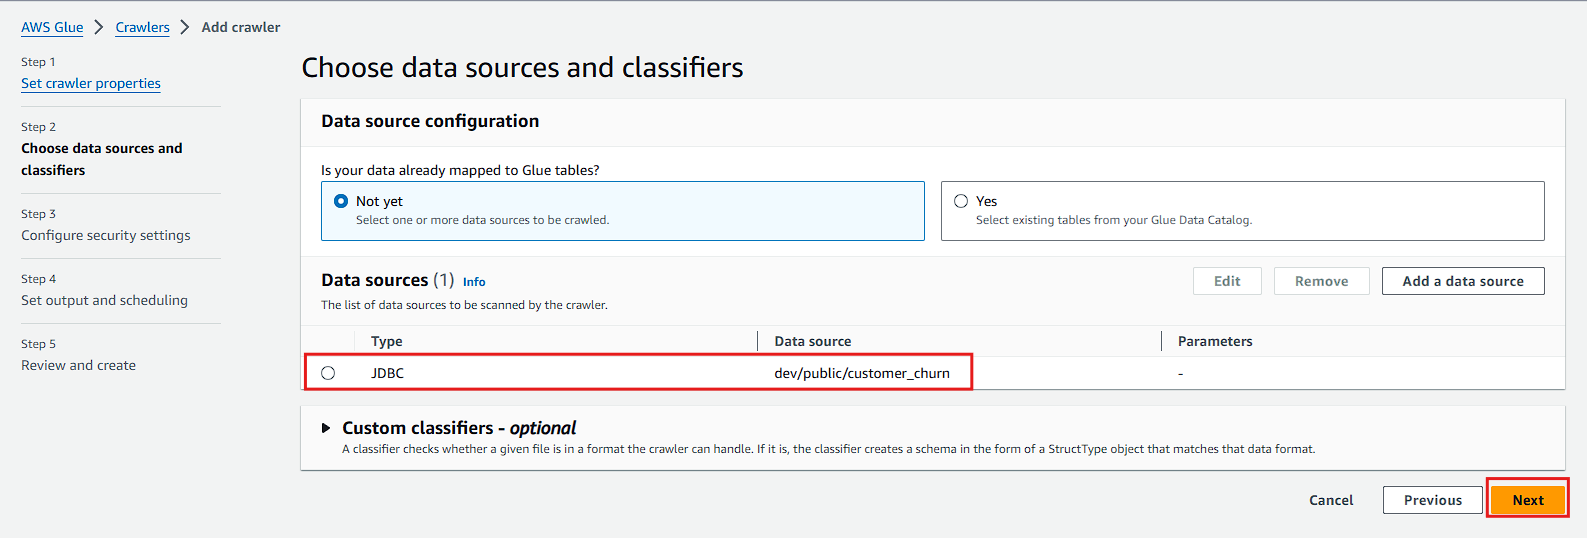 AWS Glue > Crawlers > Add crawler
Step 1
Set crawler properties
Step 2
Choose data sources and
classifiers
Step 3
Configure security settings
Step 4
Set output and scheduling
Step 5
Review and create
Choose data sources and classifiers
Data source configuration
Is your data already mapped to Glue tables?
Not yet
Select one or more data sources to be crawled.
Yes
Select existing tables from your Glue Data Catalog.
Data sources (1) Info
The list of data sources to be scanned by the crawler.
Edit Remove Add a data source
Type Data source Parameters
JDBC dev/public/customer_churn -
Custom classifiers - optional
A classifier checks whether a given file is in a format the crawler can handle. If it is, the classifier creates a schema in the form of a StructType object that matches that data format.
Cancel Previous Next